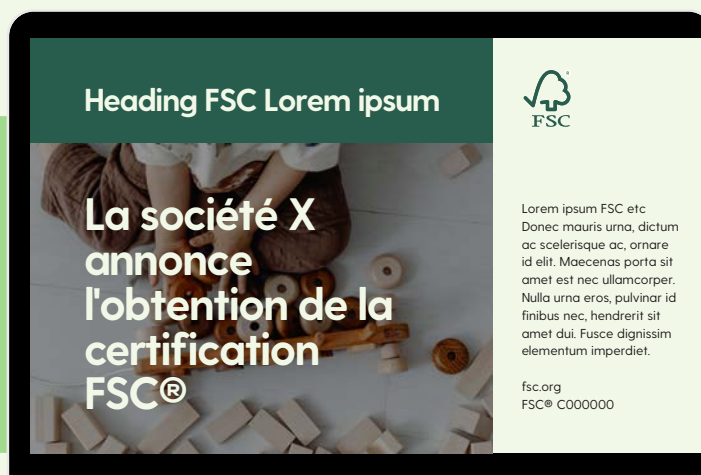 Heading FSC Lorem ipsum
La société X
annonce
l'obtention de la
certification
FSC®
FSC
Lorem ipsum FSC etc
Donec mauris urna, dictum
ac scelerisque ac, ornare
id elit. Maecenas porta sit
amet est nec ullamcorper.
Nulla urna eros, pulvinar id
finibus nec, hendrerit sit
amet dui. Fusce dignissim
elementum imperdiet.
fsc.org
FSC® C000000